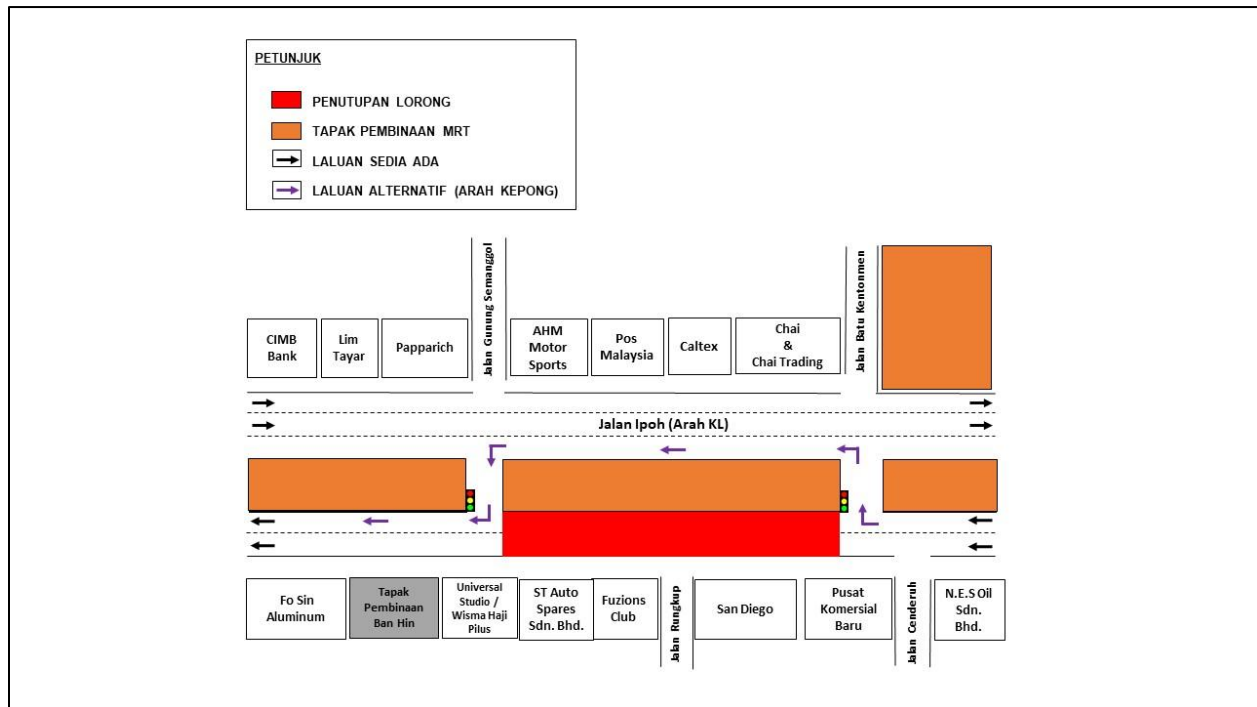 PETUNJUK
PENUTUPAN LORONG
TAPAK PEMBINAAN MRT
LALUAN SEDIA ADA
LALUAN ALTERNATIF (ARAH KEPONG)
CIMB
Bank
Lim
Tayar
Papparich
Jalan Gunung Semanggol
AHM
Motor
Sports
Pos
Malaysia
Caltex
Chai
&
Chai Trading
Jalan Batu Kentonmen
Jalan Ipoh (Arah KL)
Fo Sin
Aluminum
Tapak
Pembinaan
Ban Hin
Universal
Studio /
Wisma Haji
Pilus
ST Auto
Spares
Sdn. Bhd.
Fuzions
Club
Jalan Rungkup
San Diego
Pusat
Komersial
Baru
Jalan Cenderuh
N.E.S Oil
Sdn.
Bhd.